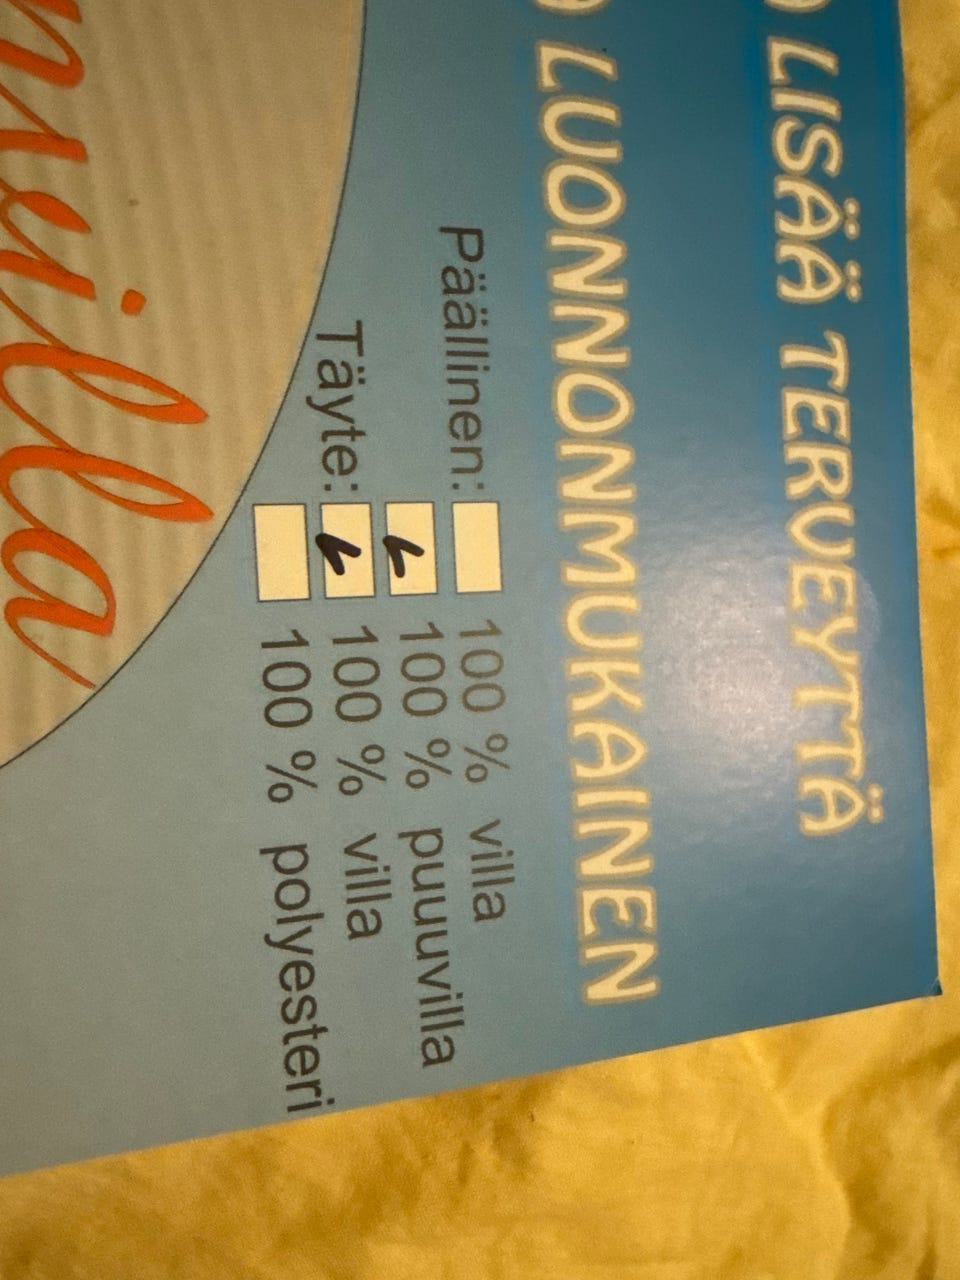 LISÄÄ TERVEYTTÄ
LUONNONMUKAINEN
Päällinen: 100 % villa
100 % puuvilla
Täyte: 100 % villa
100 % polyesteri